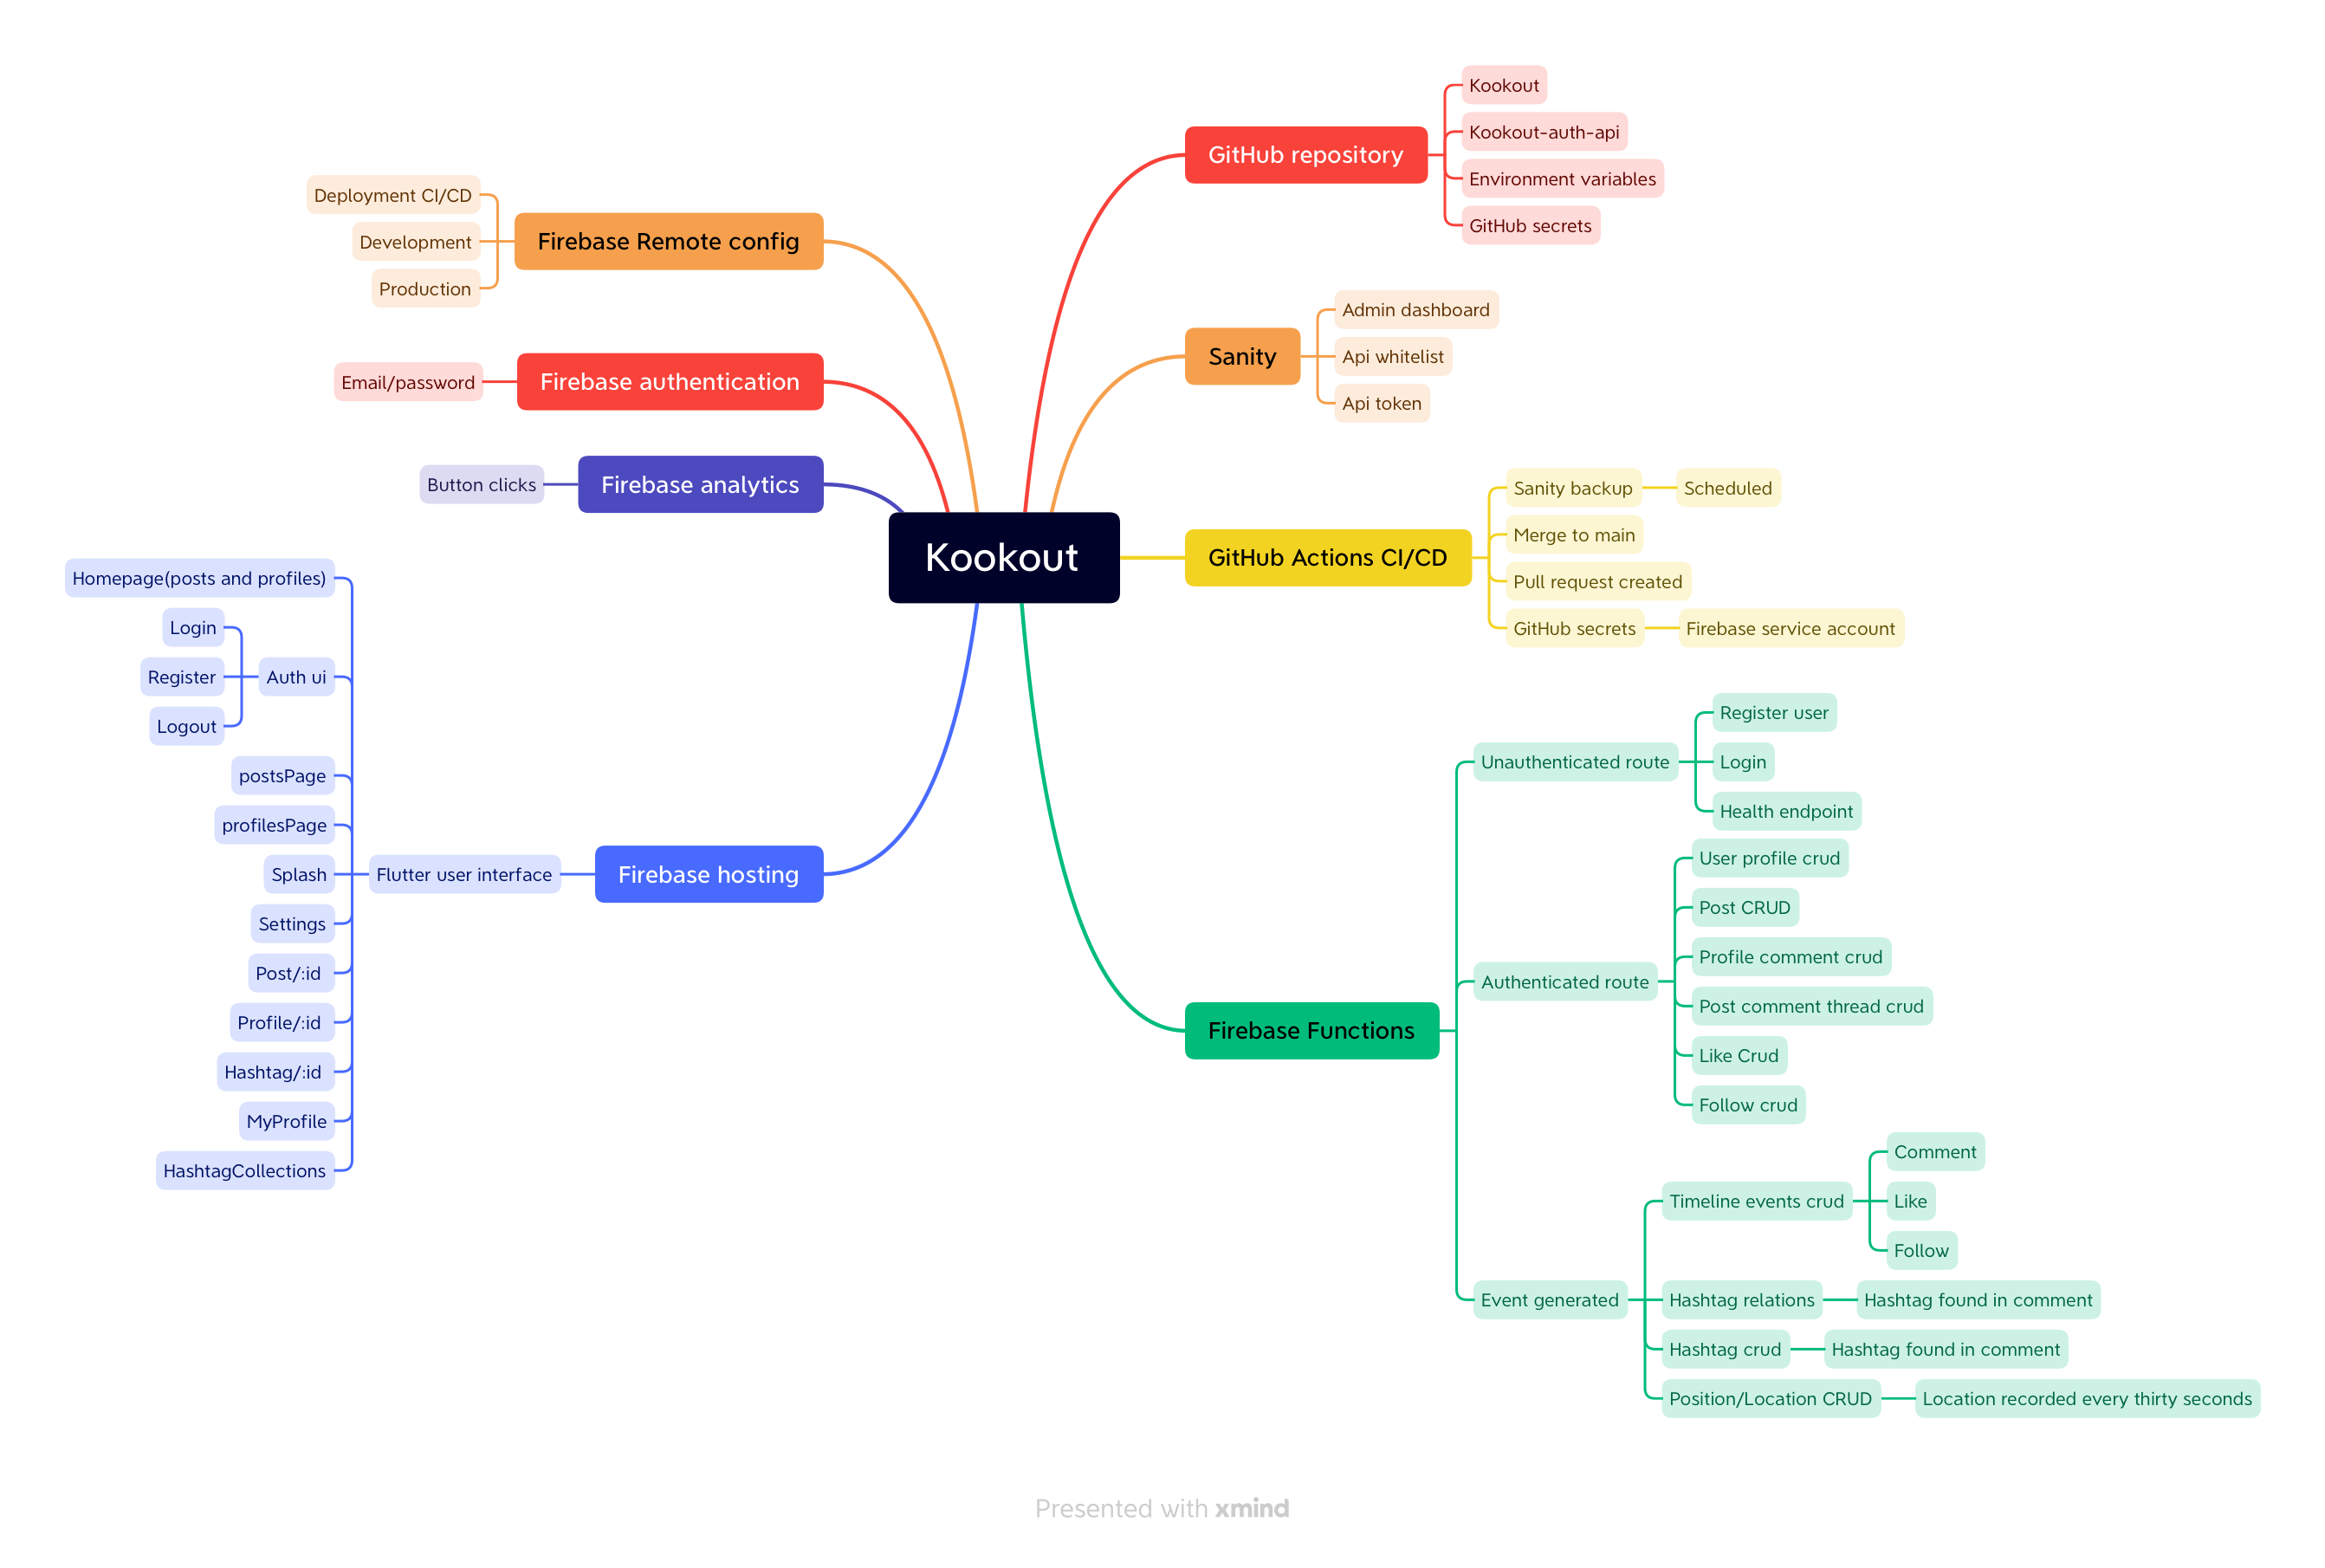 Kookout
GitHub repository
Kookout
Kookout-auth-api
Environment variables
GitHub secrets
Sanity
Admin dashboard
Api whitelist
Api token
GitHub Actions CI/CD
Sanity backup
Scheduled
Merge to main
Pull request created
GitHub secrets
Firebase service account
Firebase Functions
Unauthenticated route
Register user
Login
Health endpoint
Authenticated route
User profile crud
Post CRUD
Profile comment crud
Post comment thread crud
Like Crud
Follow crud
Event generated
Timeline events crud
Comment
Like
Follow
Hashtag relations
Hashtag found in comment
Hashtag crud
Hashtag found in comment
Position/Location CRUD
Location recorded every thirty seconds
Firebase Remote config
Deployment CI/CD
Development
Production
Firebase authentication
Email/password
Firebase analytics
Button clicks
Firebase hosting
Flutter user interface
Homepage(posts and profiles)
Auth ui
Login
Register
Logout
postsPage
profilesPage
Splash
Settings
Post/:id
Profile/:id
Hashtag/:id
MyProfile
HashtagCollections
Presented with xmind